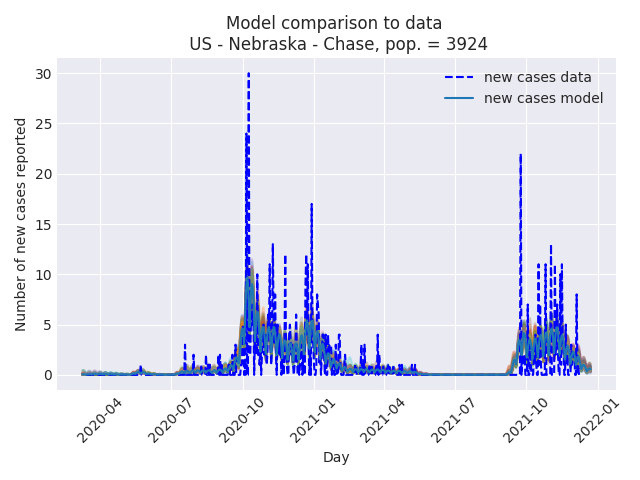 Model comparison to data
US - Nebraska - Chase, pop. = 3924
new cases data
new cases model
Number of new cases reported
30
25
20
15
10
5
0
2020-04
2020-07
2020-10
2021-01
2021-04
2021-07
2021-10
2022-01
Day